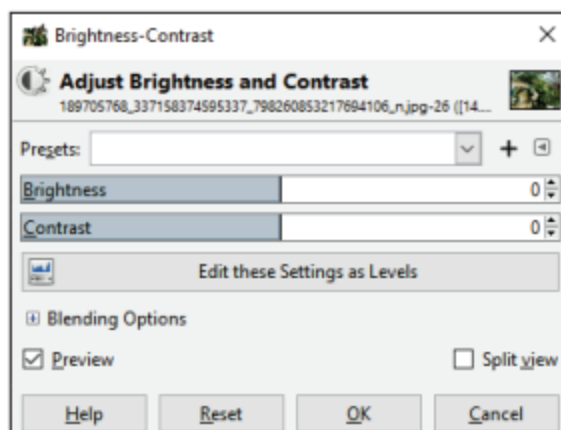 Brightness-Contrast
Adjust Brightness and Contrast
189705768_337158374595337_798260853217694106_n.jpg-26 ([14...
Presets:
Brightness 0
Contrast 0
Edit these Settings as Levels
Blending Options
Preview Split view
Help Reset OK Cancel